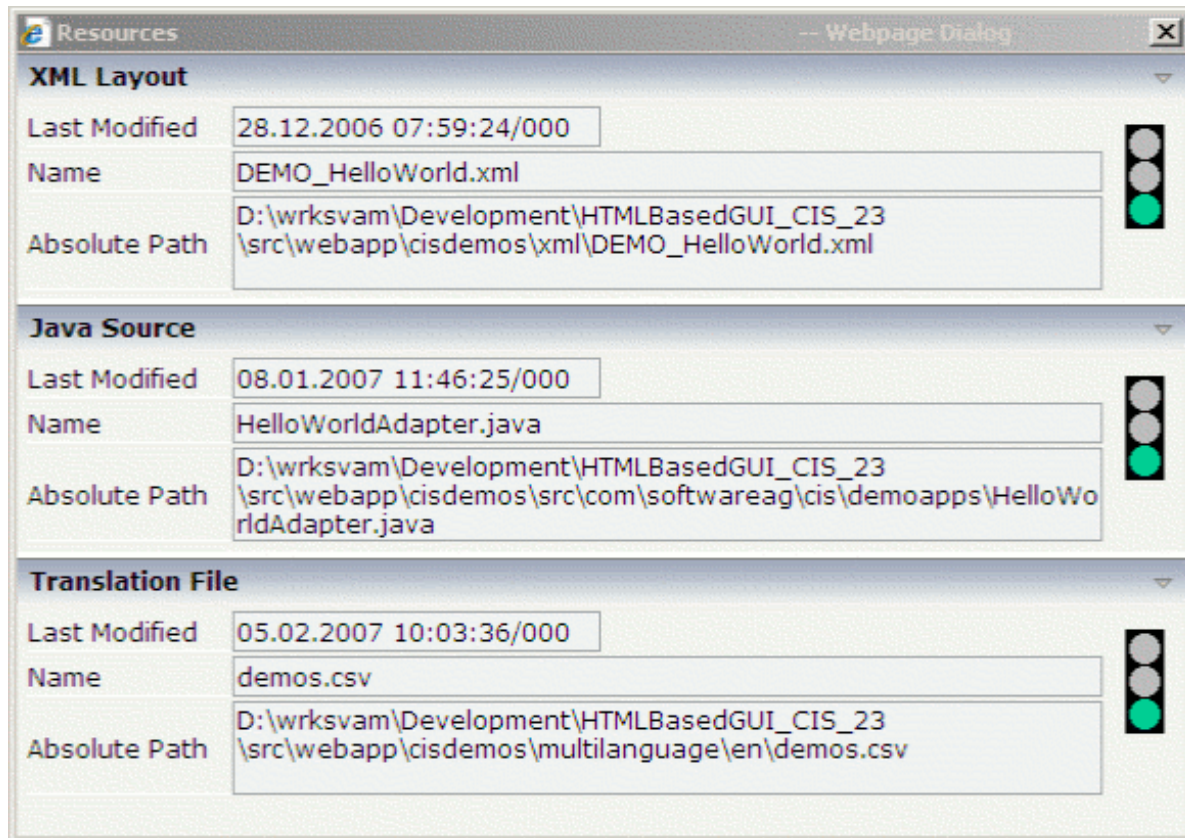 Resources -- Webpage Dialog
XML Layout
Last Modified 28.12.2006 07:59:24/000
Name DEMO_HelloWorld.xml
Absolute Path D:\wrksvam\Development\HTMLBasedGUI_CIS_23
\src\webapp\cisdemos\xml\DEMO_HelloWorld.xml
Java Source
Last Modified 08.01.2007 11:46:25/000
Name HelloWorldAdapter.java
Absolute Path D:\wrksvam\Development\HTMLBasedGUI_CIS_23
\src\webapp\cisdemos\src\com\softwareag\cis\demoapps\HelloWo
rldAdapter.java
Translation File
Last Modified 05.02.2007 10:03:36/000
Name demos.csv
Absolute Path D:\wrksvam\Development\HTMLBasedGUI_CIS_23
\src\webapp\cisdemos\multilanguage\en\demos.csv